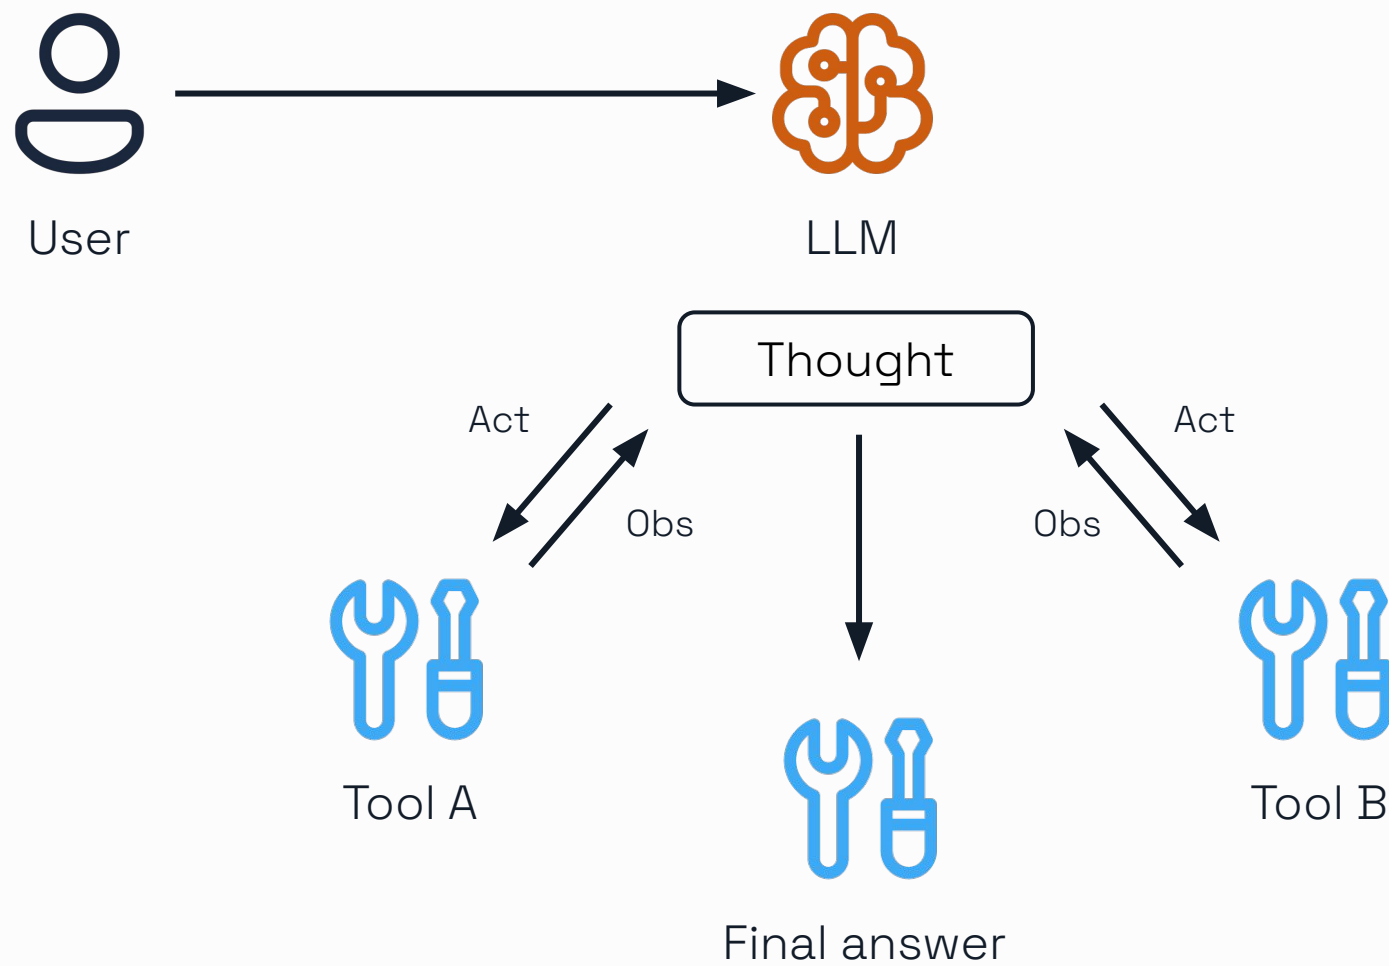 User
LLM
Thought
Act
Act
Obs
Obs
Tool A
Tool B
Final answer